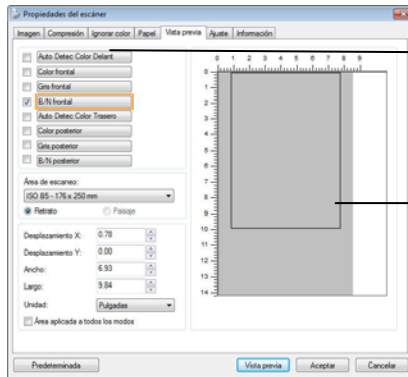 Propiedades del escáner
Imagen Compresión Ignorar color Papel Vista previa Ajuste Información
Auto Detec Color Delant
Color frontal
Gris frontal
B/N frontal
Auto Detec Color Trasero
Color posterior
Gris posterior
B/N posterior
Área de escaneo:
ISO B5 - 176 x 250 mm
Retrato Paisaje
Desplazamiento X: 0.78
Desplazamiento Y: 0.00
Ancho: 6.93
Largo: 9.84
Unidad: Pulgadas
Área aplicada a todos los modos
0 1 2 3 4 5 6 7 8 9
0
1
2
3
4
5
6
7
8
9
10
11
12
13
14
Predeterminada Vista previa Aceptar Cancelar